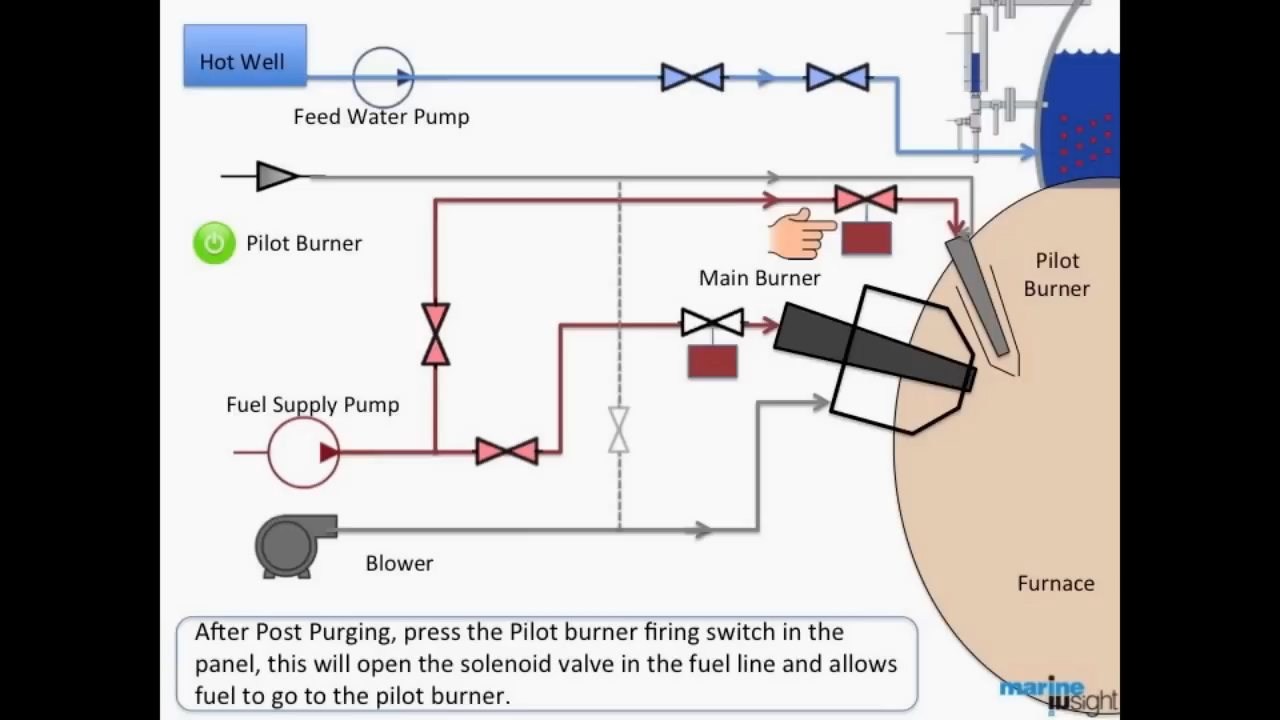 Hot Well
Feed Water Pump
Pilot Burner
Main Burner
Pilot
Burner
Fuel Supply Pump
Blower
Furnace
After Post Purging, press the Pilot burner firing switch in the
panel, this will open the solenoid valve in the fuel line and allows
fuel to go to the pilot burner.
marine
insight